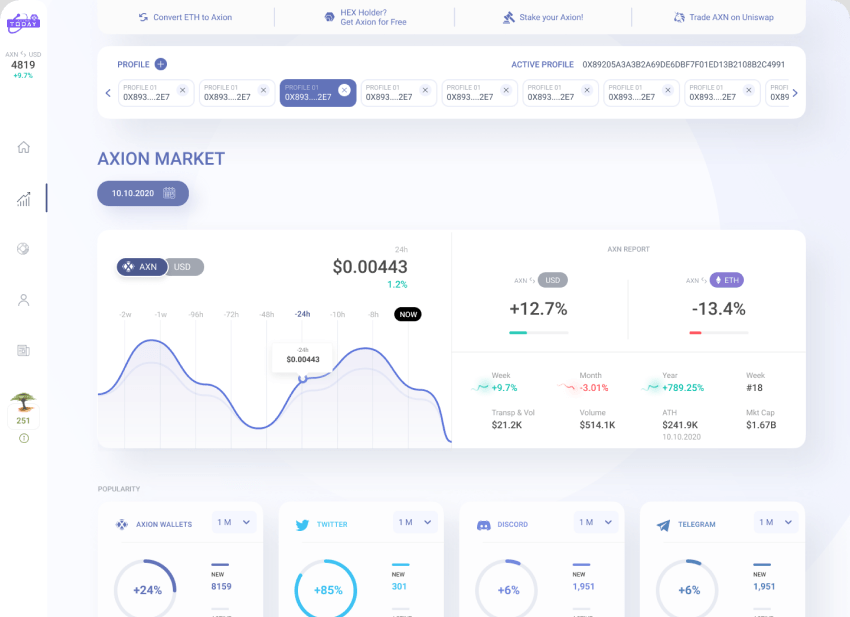 Convert ETH to Axion
HEX Holder?
Get Axion for Free
Stake your Axion!
Trade AXN on Uniswap
TODAY
AXN USD
4819
+9.7%
251
PROFILE
ACTIVE PROFILE 0X89205A3A3B2A69DE6DBF7F01ED13B2108B2C4991
PROFILE 01
0X893....2E7
PROFILE 01
0X893....2E7
PROFILE 01
0X893....2E7
PROFILE 01
0X893....2E7
PROFILE 01
0X893....2E7
PROFILE 01
0X893....2E7
PROFILE 01
0X893....2E7
PROFILE 01
0X893....2E7
PROFI
0X89
AXION MARKET
10.10.2020
AXN USD
24h
$0.00443
1.2%
-2w -1w -96h -72h -48h -24h -10h -8h NOW
-24h
$0.00443
AXN REPORT
AXN USD
+12.7%
AXN ETH
-13.4%
Week
+9.7%
Month
-3.01%
Year
+789.25%
Week
#18
Transp & Vol
$21.2K
Volume
$514.1K
ATH
$241.9K
10.10.2020
Mkt Cap
$1.67B
POPULARITY
AXION WALLETS 1 M
+24%
NEW
8159
ACTIVE
TWITTER 1 M
+85%
NEW
301
ACTIVE
DISCORD 1 M
+6%
NEW
1,951
ACTIVE
TELEGRAM 1 M
+6%
NEW
1,951
ACTIVE